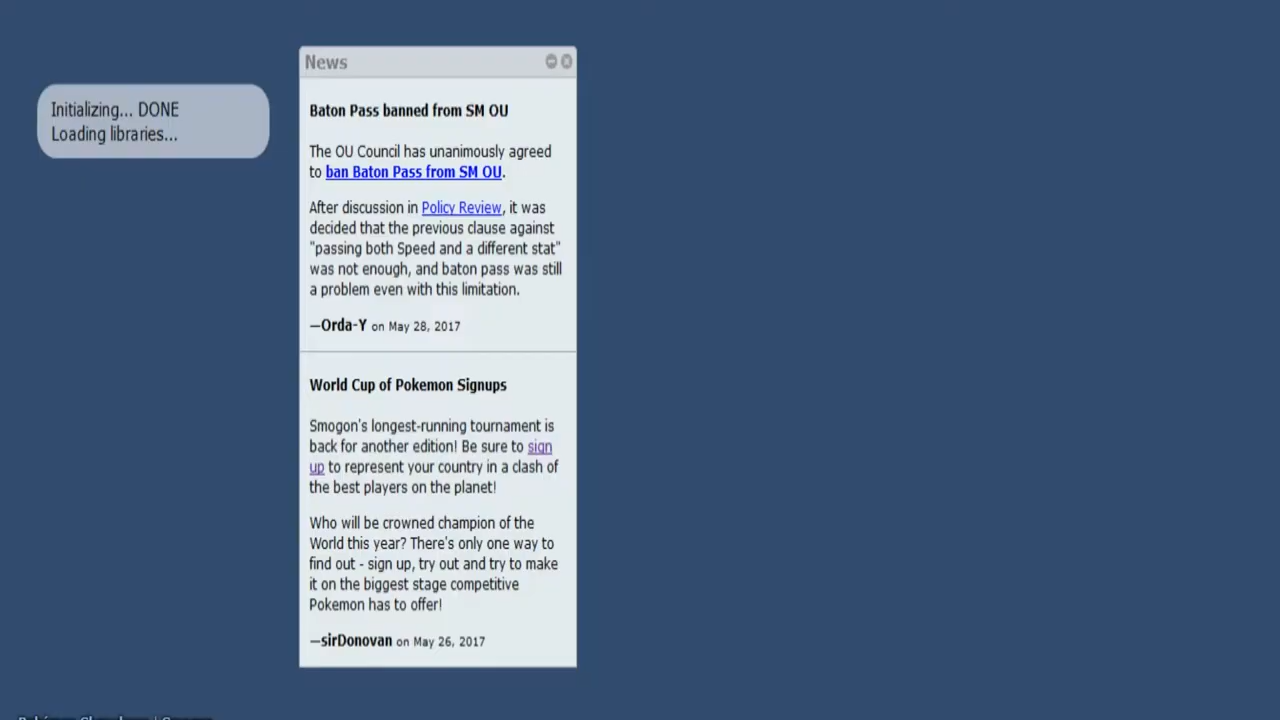 News
Initializing... DONE
Loading libraries...
Baton Pass banned from SM OU
The OU Council has unanimously agreed
to ban Baton Pass from SM OU.
After discussion in Policy Review, it was
decided that the previous clause against
"passing both Speed and a different stat"
was not enough, and baton pass was still
a problem even with this limitation.
—Orda-Y on May 28, 2017
World Cup of Pokemon Signups
Smogon's longest-running tournament is
back for another edition! Be sure to sign
up to represent your country in a clash of
the best players on the planet!
Who will be crowned champion of the
World this year? There's only one way to
find out - sign up, try out and try to make
it on the biggest stage competitive
Pokemon has to offer!
—sirDonovan on May 26, 2017